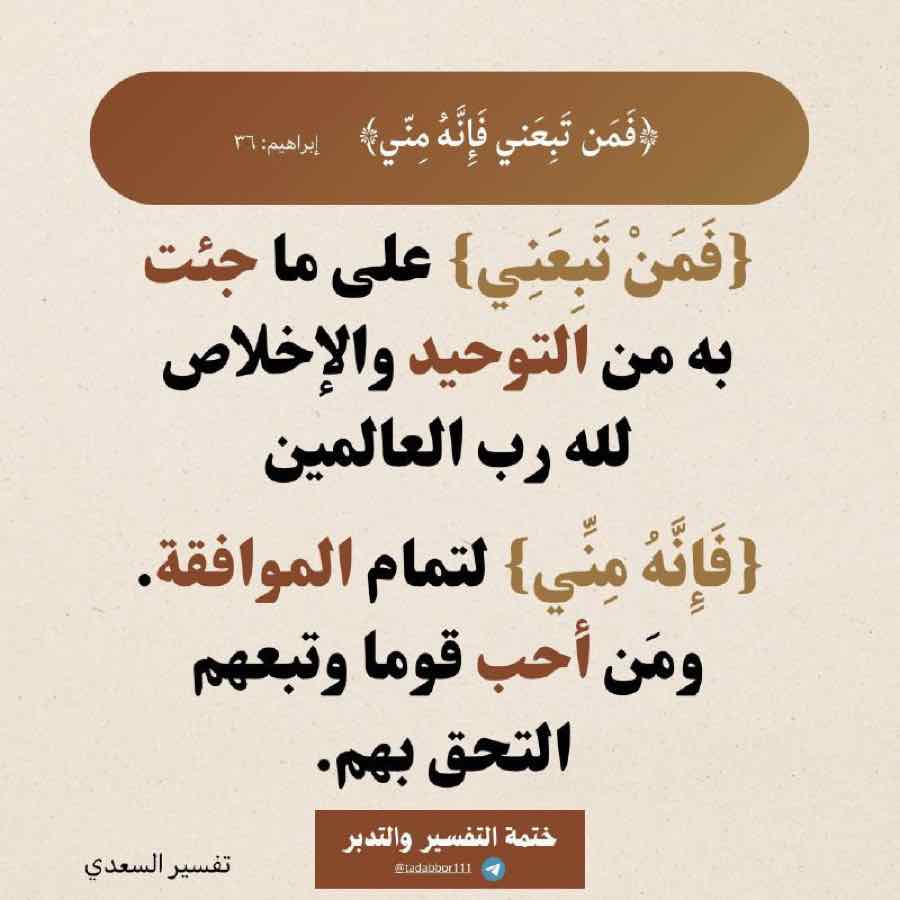 ﴿فَمَن تَبِعَني فَإِنَّهُ مِنّي﴾ إبراهيم: ٣٦
{فَمَنْ تَبِعَنِي} على ما جئت
به من التوحيد والإخلاص
لله رب العالمين
{فَإِنَّهُ مِنِّي} لتمام الموافقة.
ومَن أحب قوما وتبعهم
التحق بهم.
ختمة التفسير والتدبر
@tadabbor111
تفسير السعدي